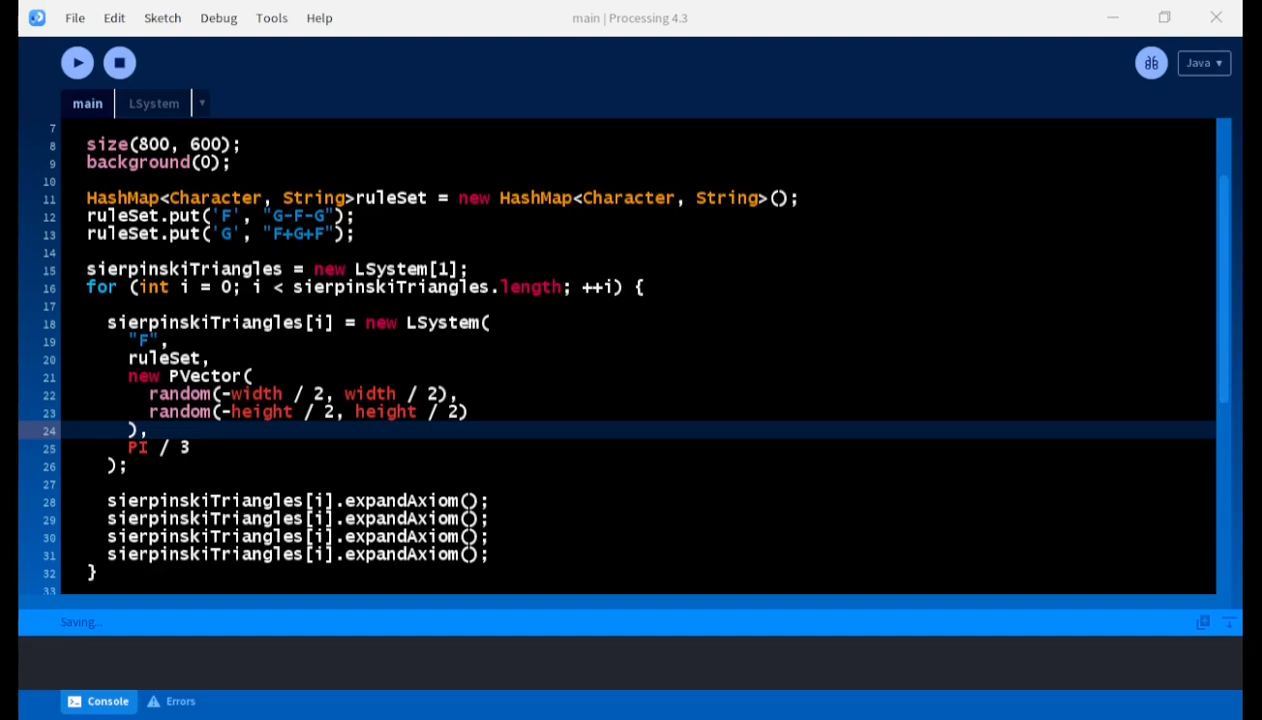 File Edit Sketch Debug Tools Help
main | Processing 4.3
Java ▾
main LSystem ▾
7
8 size(800, 600);
9 background(0);
10
11 HashMap<Character, String>ruleSet = new HashMap<Character, String>();
12 ruleSet.put('F', "G-F-G");
13 ruleSet.put('G', "F+G+F");
14
15 sierpinskiTriangles = new LSystem[1];
16 for (int i = 0; i < sierpinskiTriangles.length; ++i) {
17
18 sierpinskiTriangles[i] = new LSystem(
19 "F",
20 ruleSet,
21 new PVector(
22 random(-width / 2, width / 2),
23 random(-height / 2, height / 2)
24 ),
25 PI / 3
26 );
27
28 sierpinskiTriangles[i].expandAxiom();
29 sierpinskiTriangles[i].expandAxiom();
30 sierpinskiTriangles[i].expandAxiom();
31 sierpinskiTriangles[i].expandAxiom();
32 }
33
Saving...
Console Errors